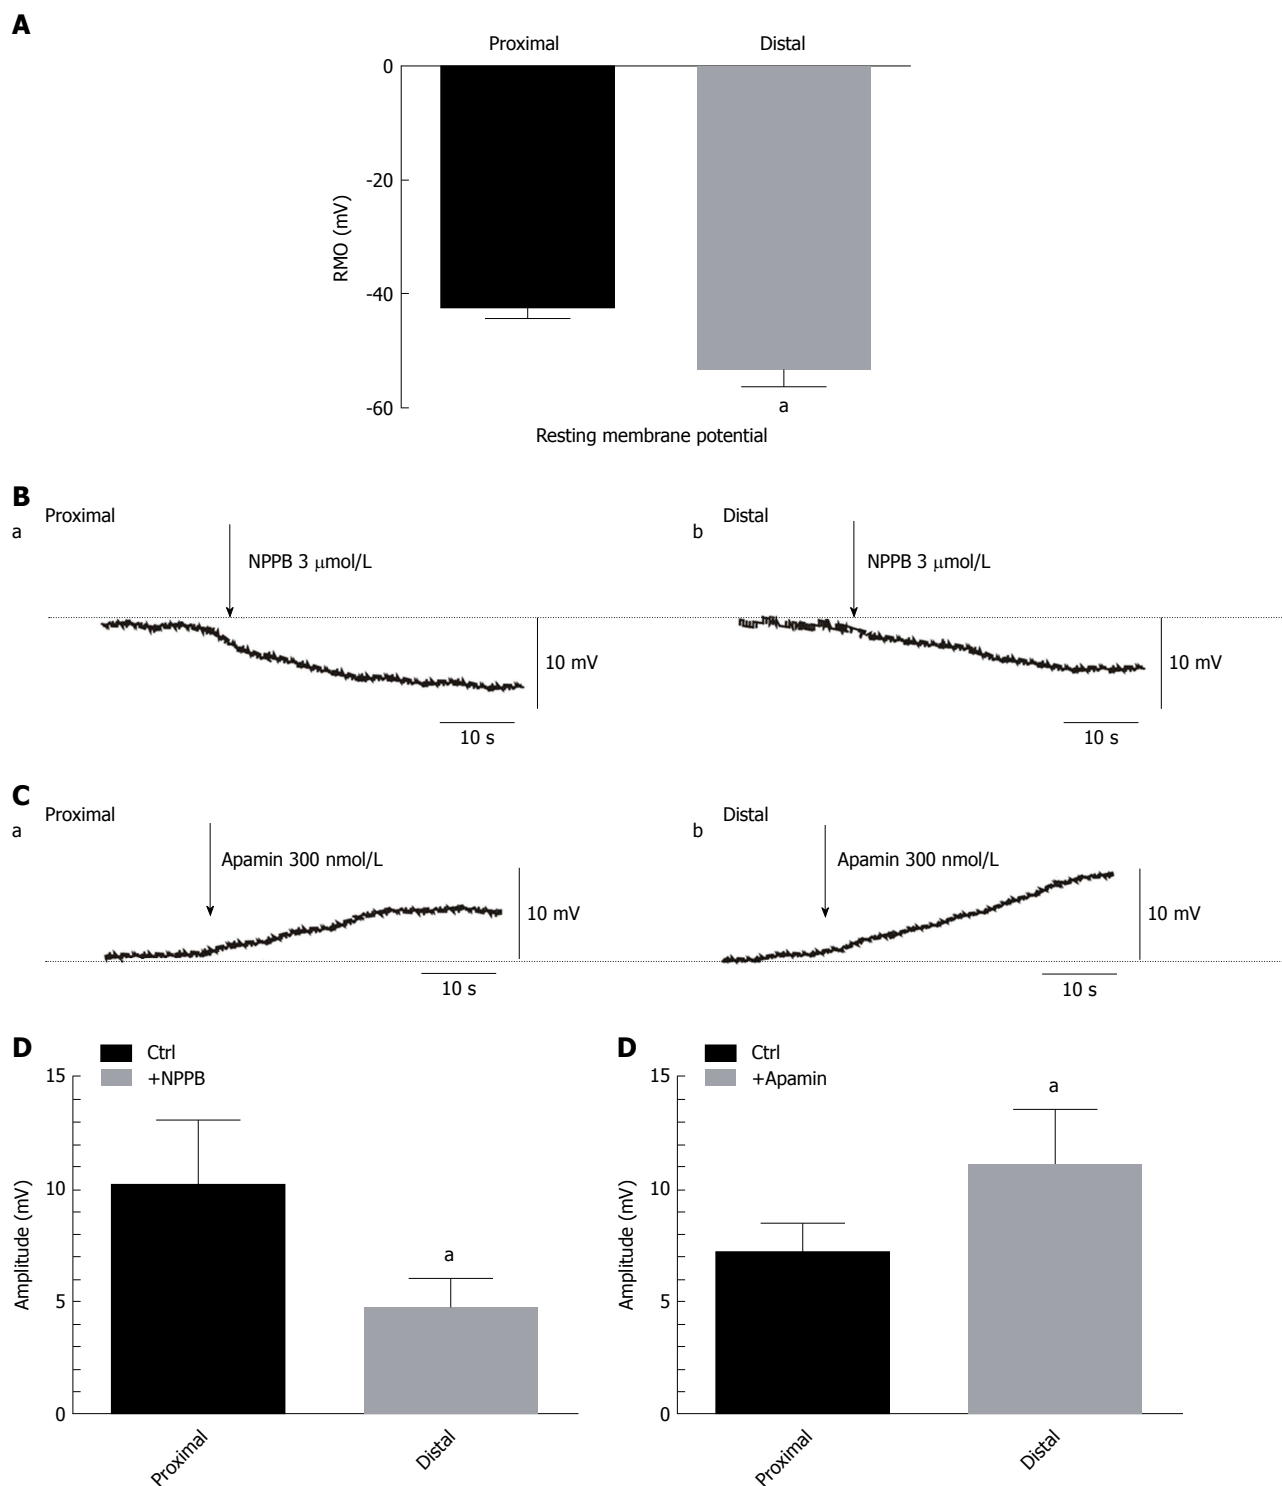 A
Proximal Distal
0
-20
-40
-60
RMO (mV)
a
Resting membrane potential
B
a Proximal
NPPB 3 μmol/L
10 mV
10 s
b Distal
NPPB 3 μmol/L
10 mV
10 s
C
a Proximal
Apamin 300 nmol/L
10 mV
10 s
b Distal
Apamin 300 nmol/L
10 mV
10 s
D
Ctrl
+NPPB
15
10
5
0
Amplitude (mV)
a
Proximal
Distal
D
Ctrl
+Apamin
15
10
5
0
Amplitude (mV)
a
Proximal
Distal